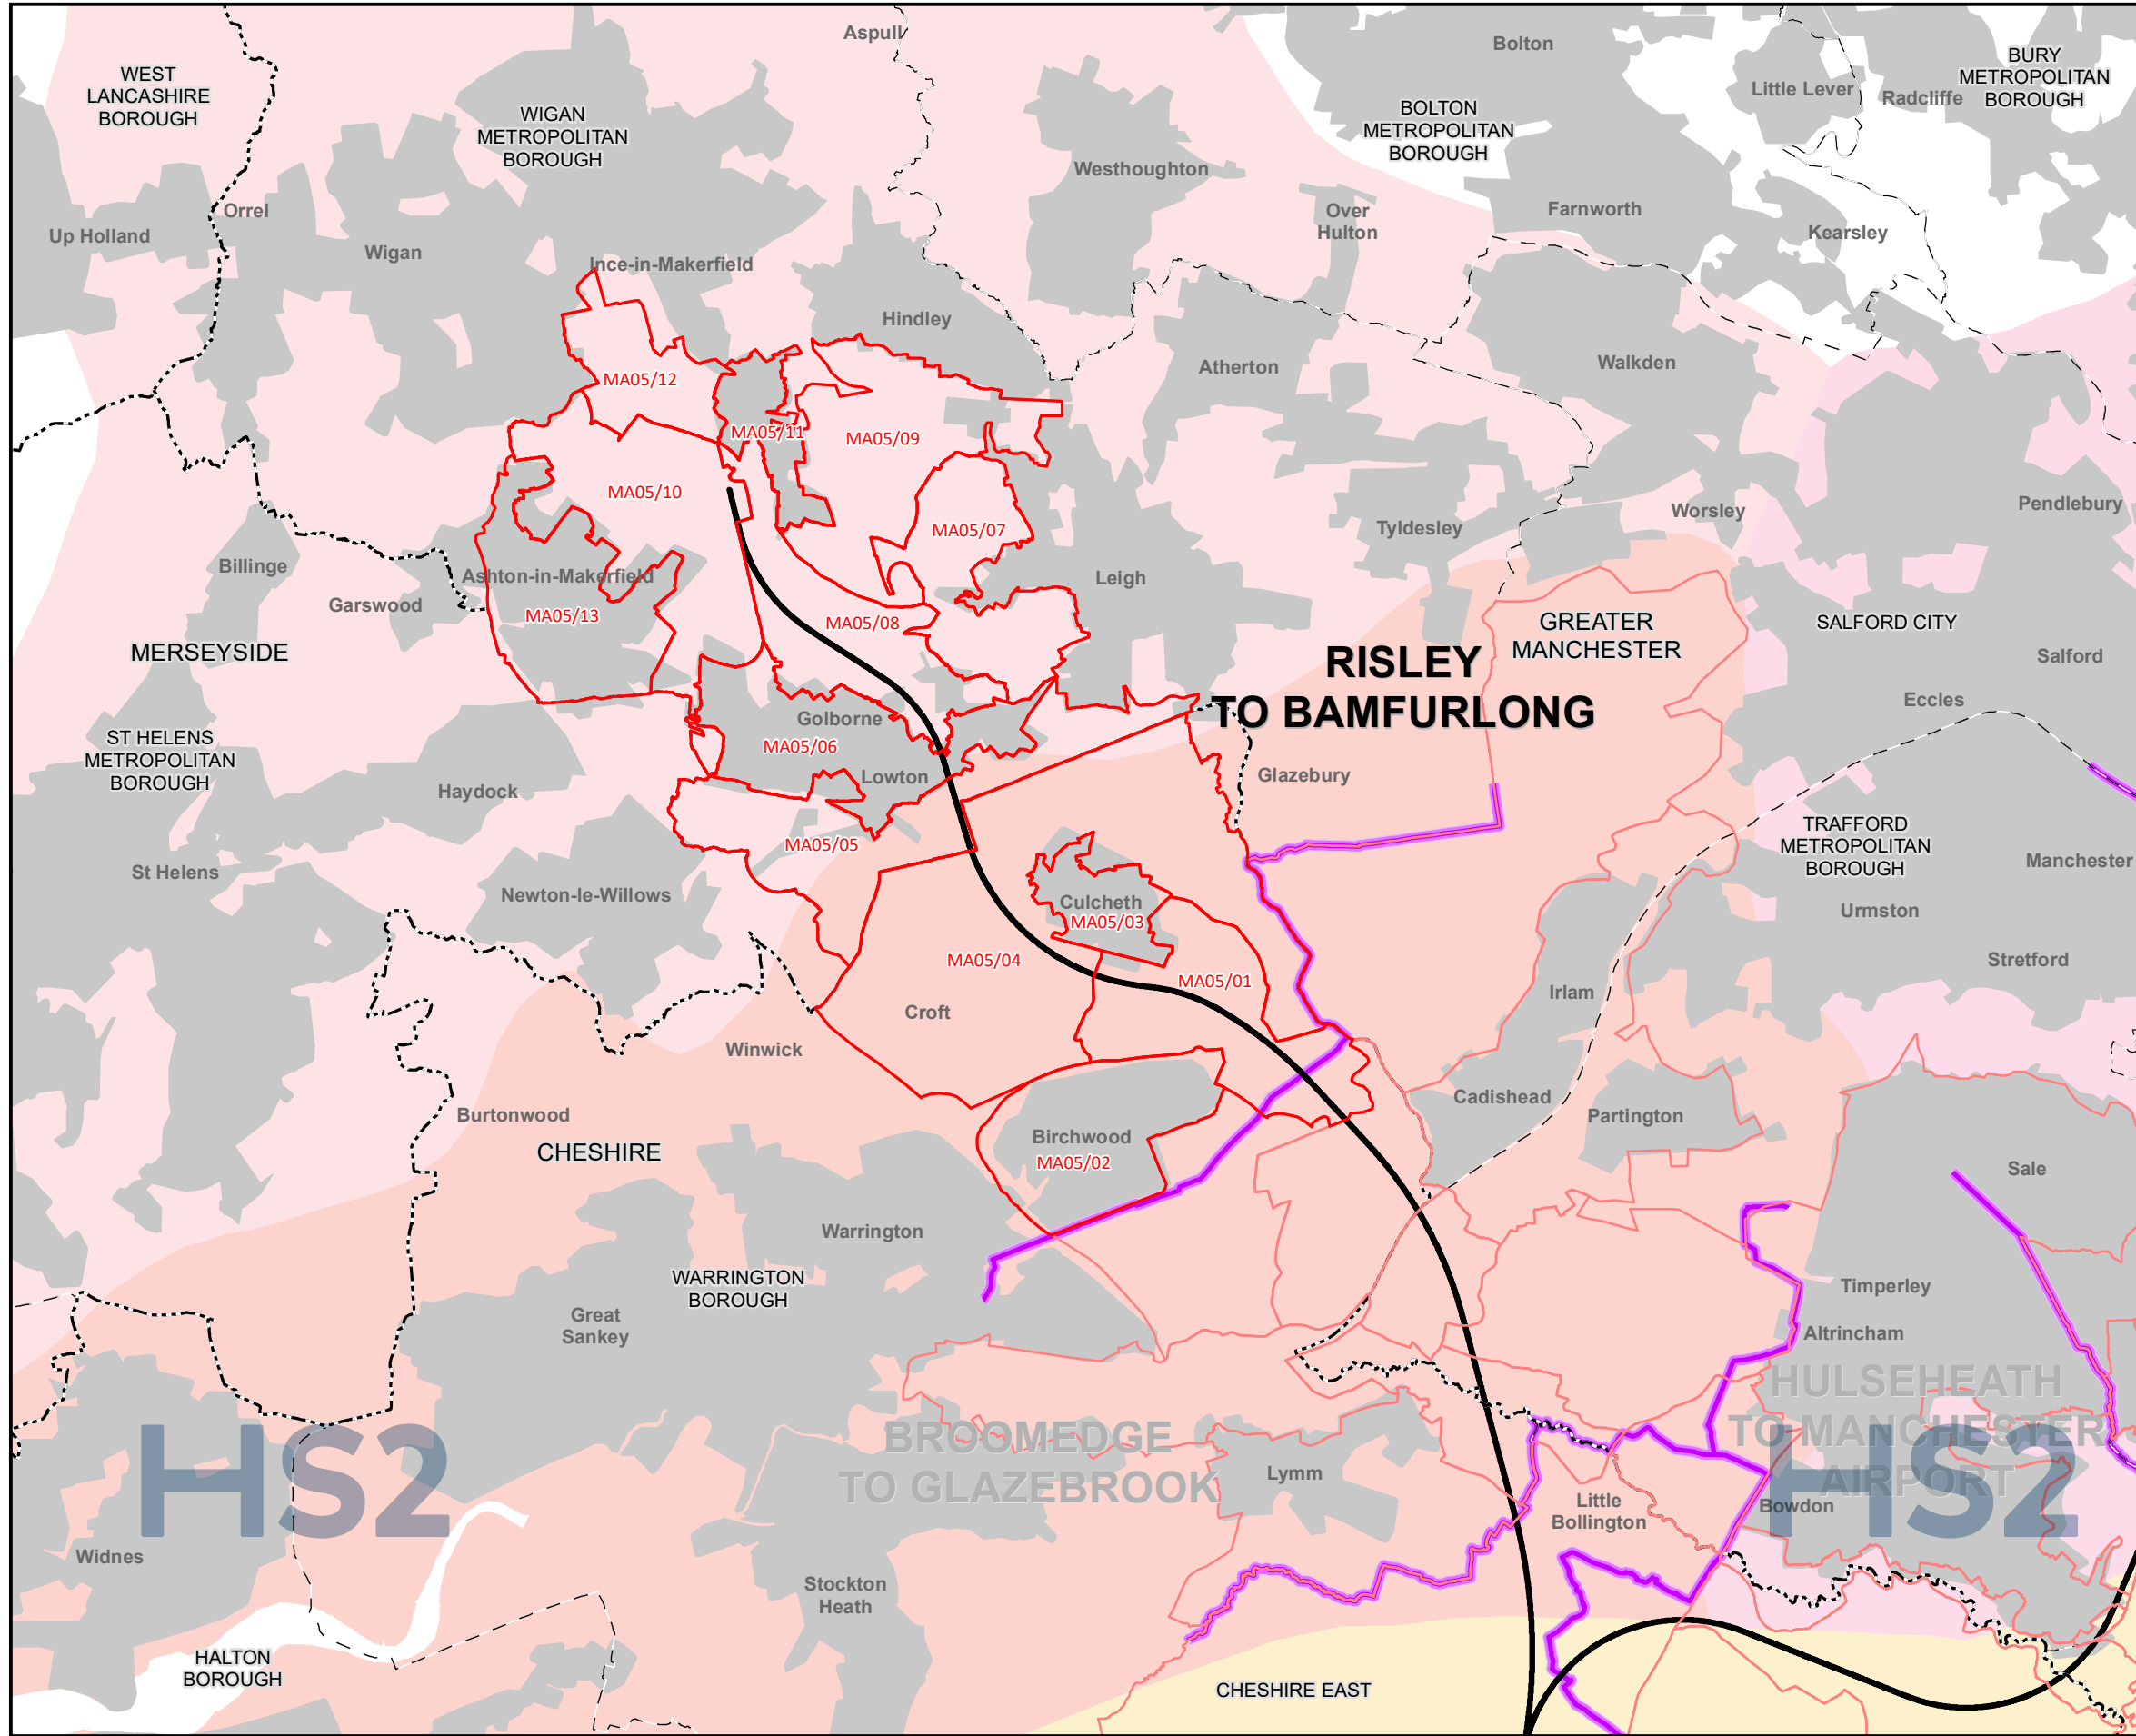 Aspull
Bolton
WEST
LANCASHIRE
BOROUGH
WIGAN
METROPOLITAN
BOROUGH
BOLTON
METROPOLITAN
BOROUGH
Little Lever
Radcliffe
BURY
METROPOLITAN
BOROUGH
Westhoughton
Orrel
Up Holland
Wigan
Over
Hulton
Farnworth
Kearsley
Ince-in-Makerfield
Hindley
Atherton
Walkden
MA05/12
MA05/11
MA05/09
MA05/10
MA05/07
Tyldesley
Worsley
Pendlebury
Billinge
Garswood
Ashton-in-Makerfield
MA05/13
Leigh
MA05/08
GREATER
MANCHESTER
SALFORD CITY
Salford
MERSEYSIDE
RISLEY
TO BAMFURLONG
Eccles
Golborne
MA05/06
Lowton
ST HELENS
METROPOLITAN
BOROUGH
Haydock
Glazebury
MA05/05
TRAFFORD
METROPOLITAN
BOROUGH
Manchester
St Helens
Newton-le-Willows
Culcheth
MA05/03
Urmston
MA05/04
MA05/01
Stretford
Irlam
Croft
Winwick
Burtonwood
Cadishead
Partington
CHESHIRE
Birchwood
MA05/02
Sale
Warrington
WARRINGTON
BOROUGH
Great
Sankey
Timperley
Altrincham
HULSEHEATH
TO MANCHESTER
AIRPORT
BROOMEDGE
TO GLAZEBROOK
HS2
HS2
Lymm
Little
Bollington
Bowdon
Widnes
Stockton
Heath
HALTON
BOROUGH
CHESHIRE EAST